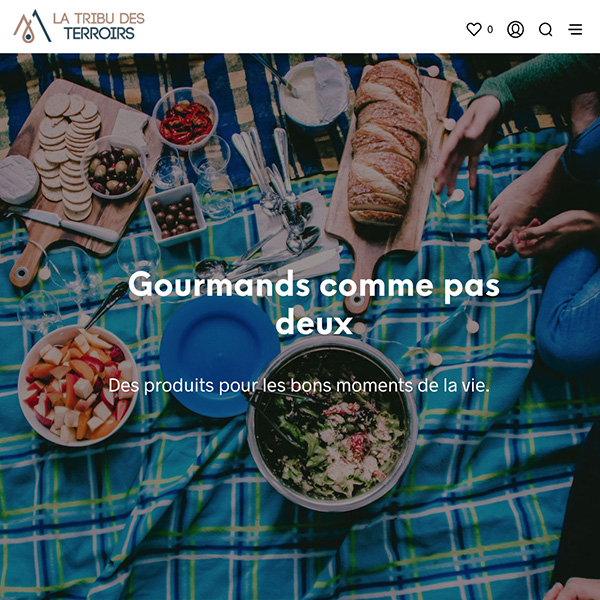 LA TRIBU DES
TERROIRS
0
Gourmands comme pas
deux
Des produits pour les bons moments de la vie.